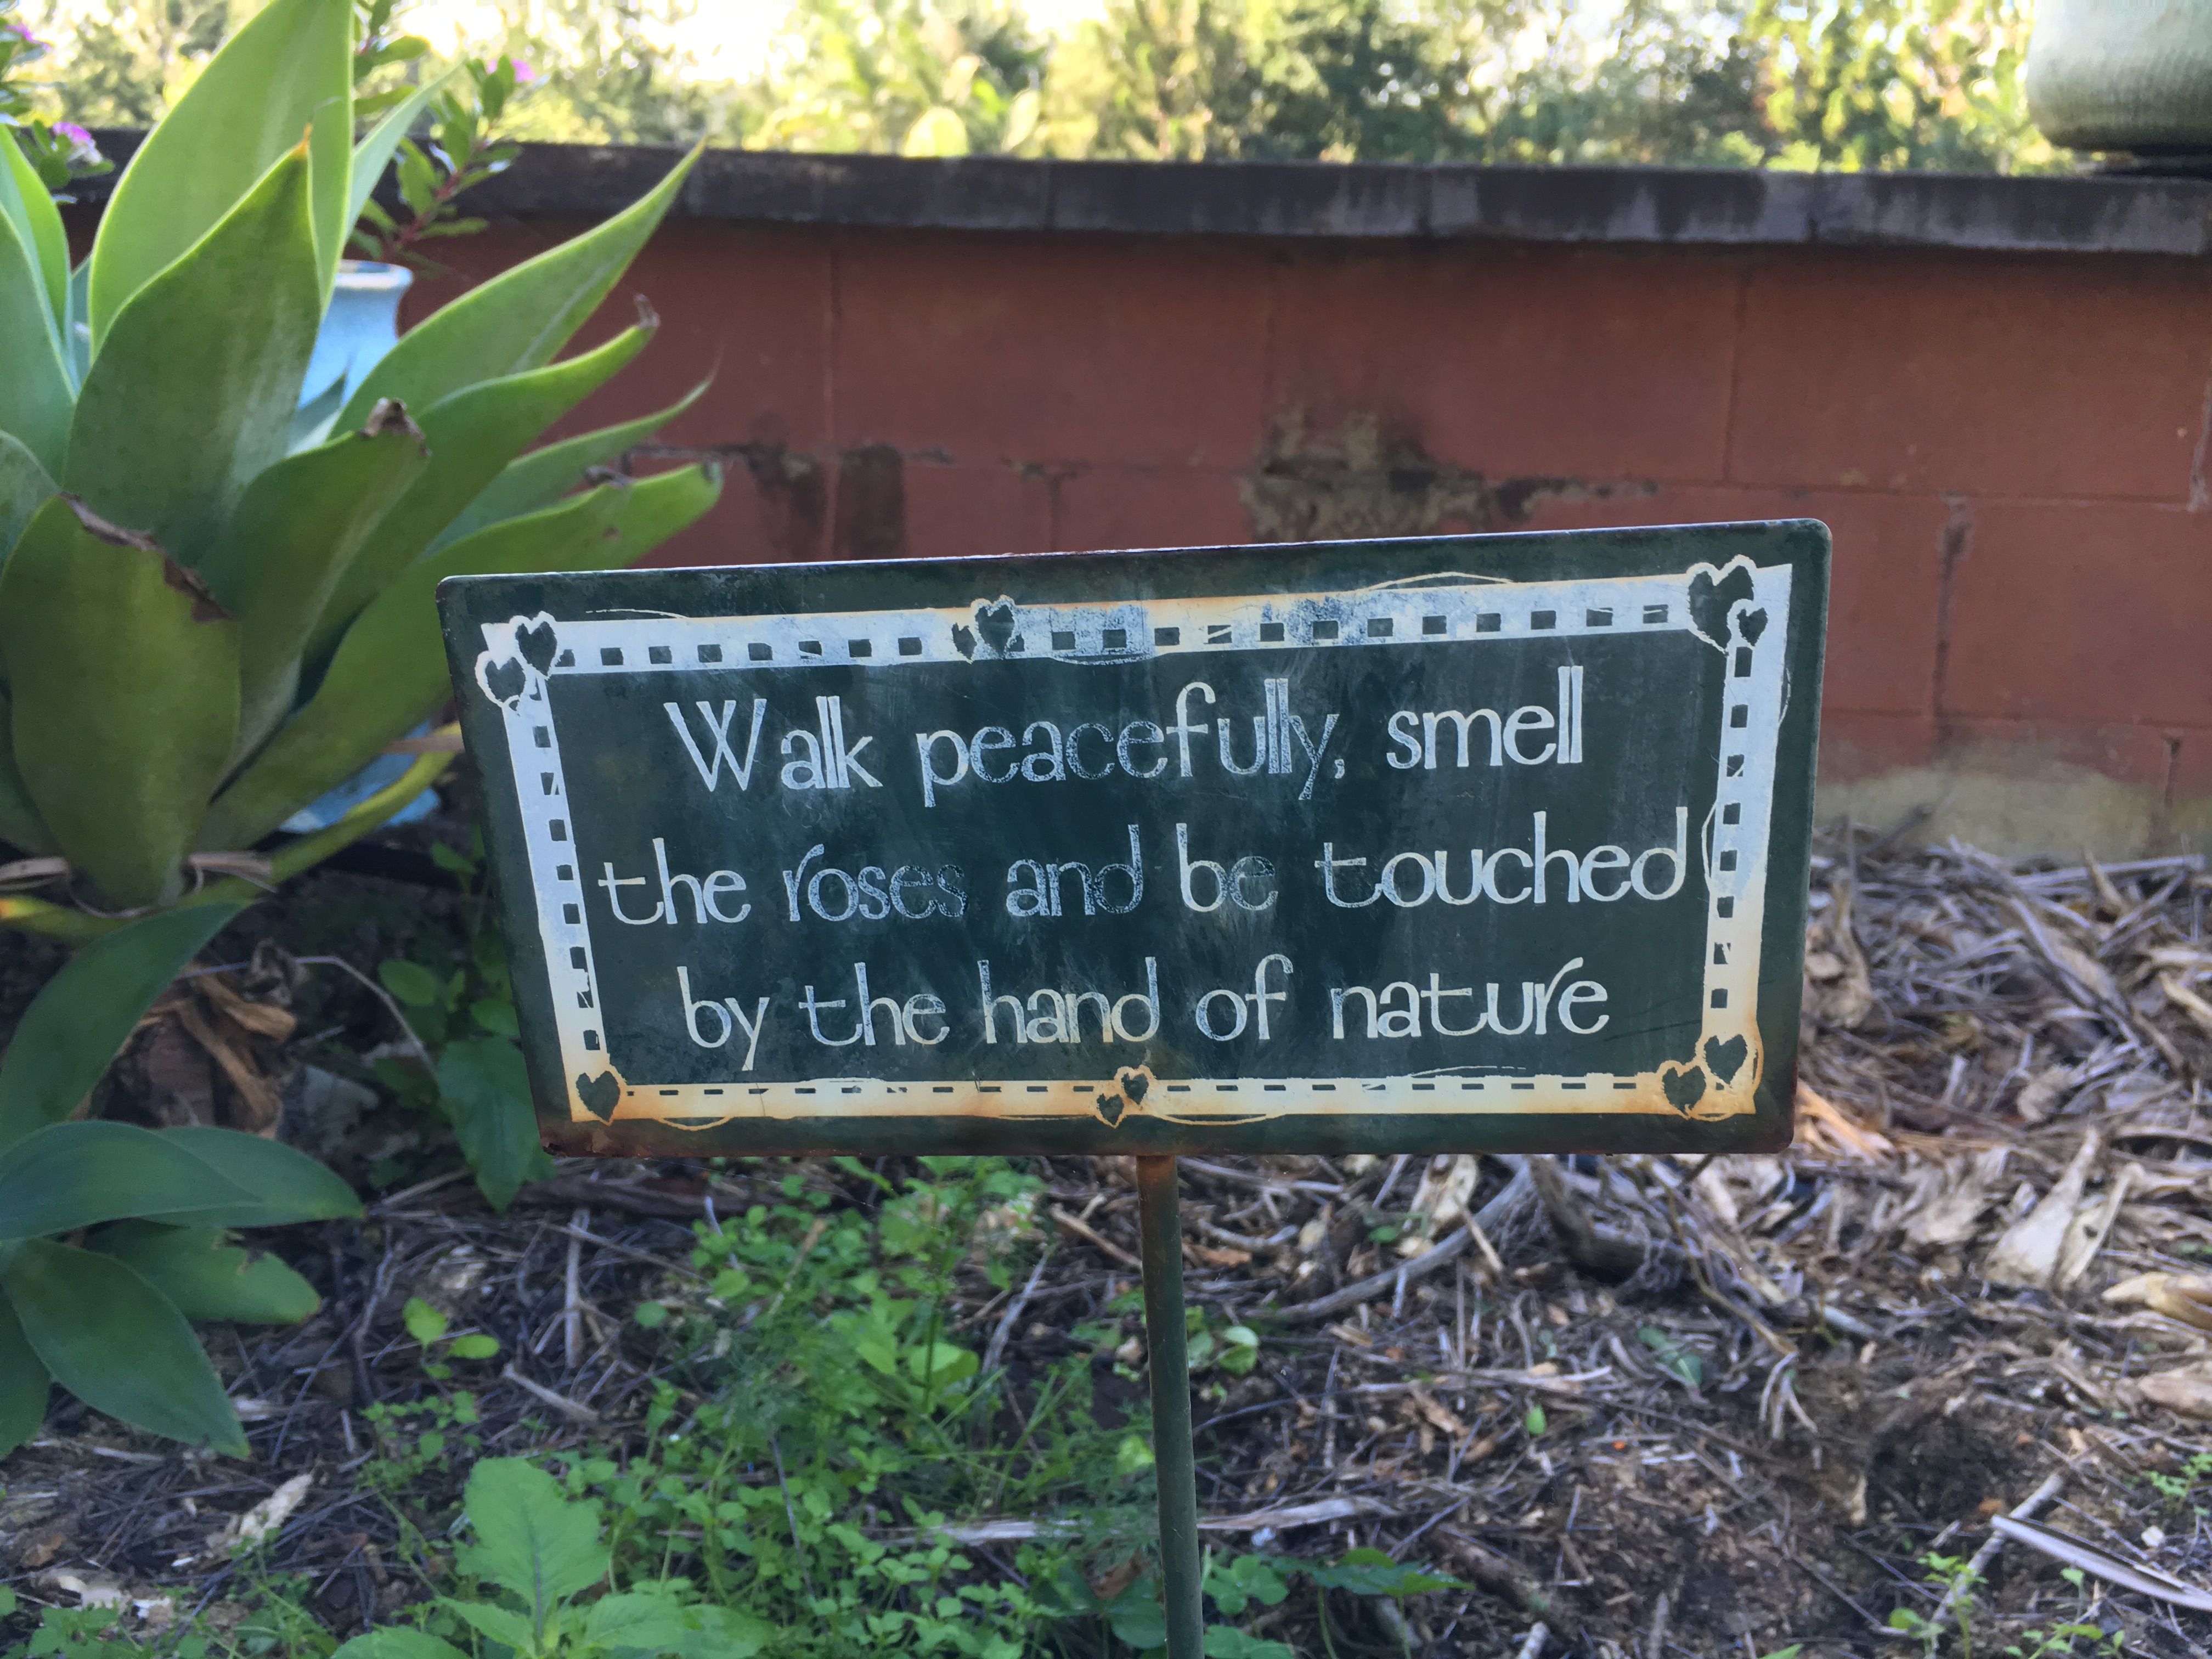 Walk peacefully, smell
the roses and be touched
by the hand of nature